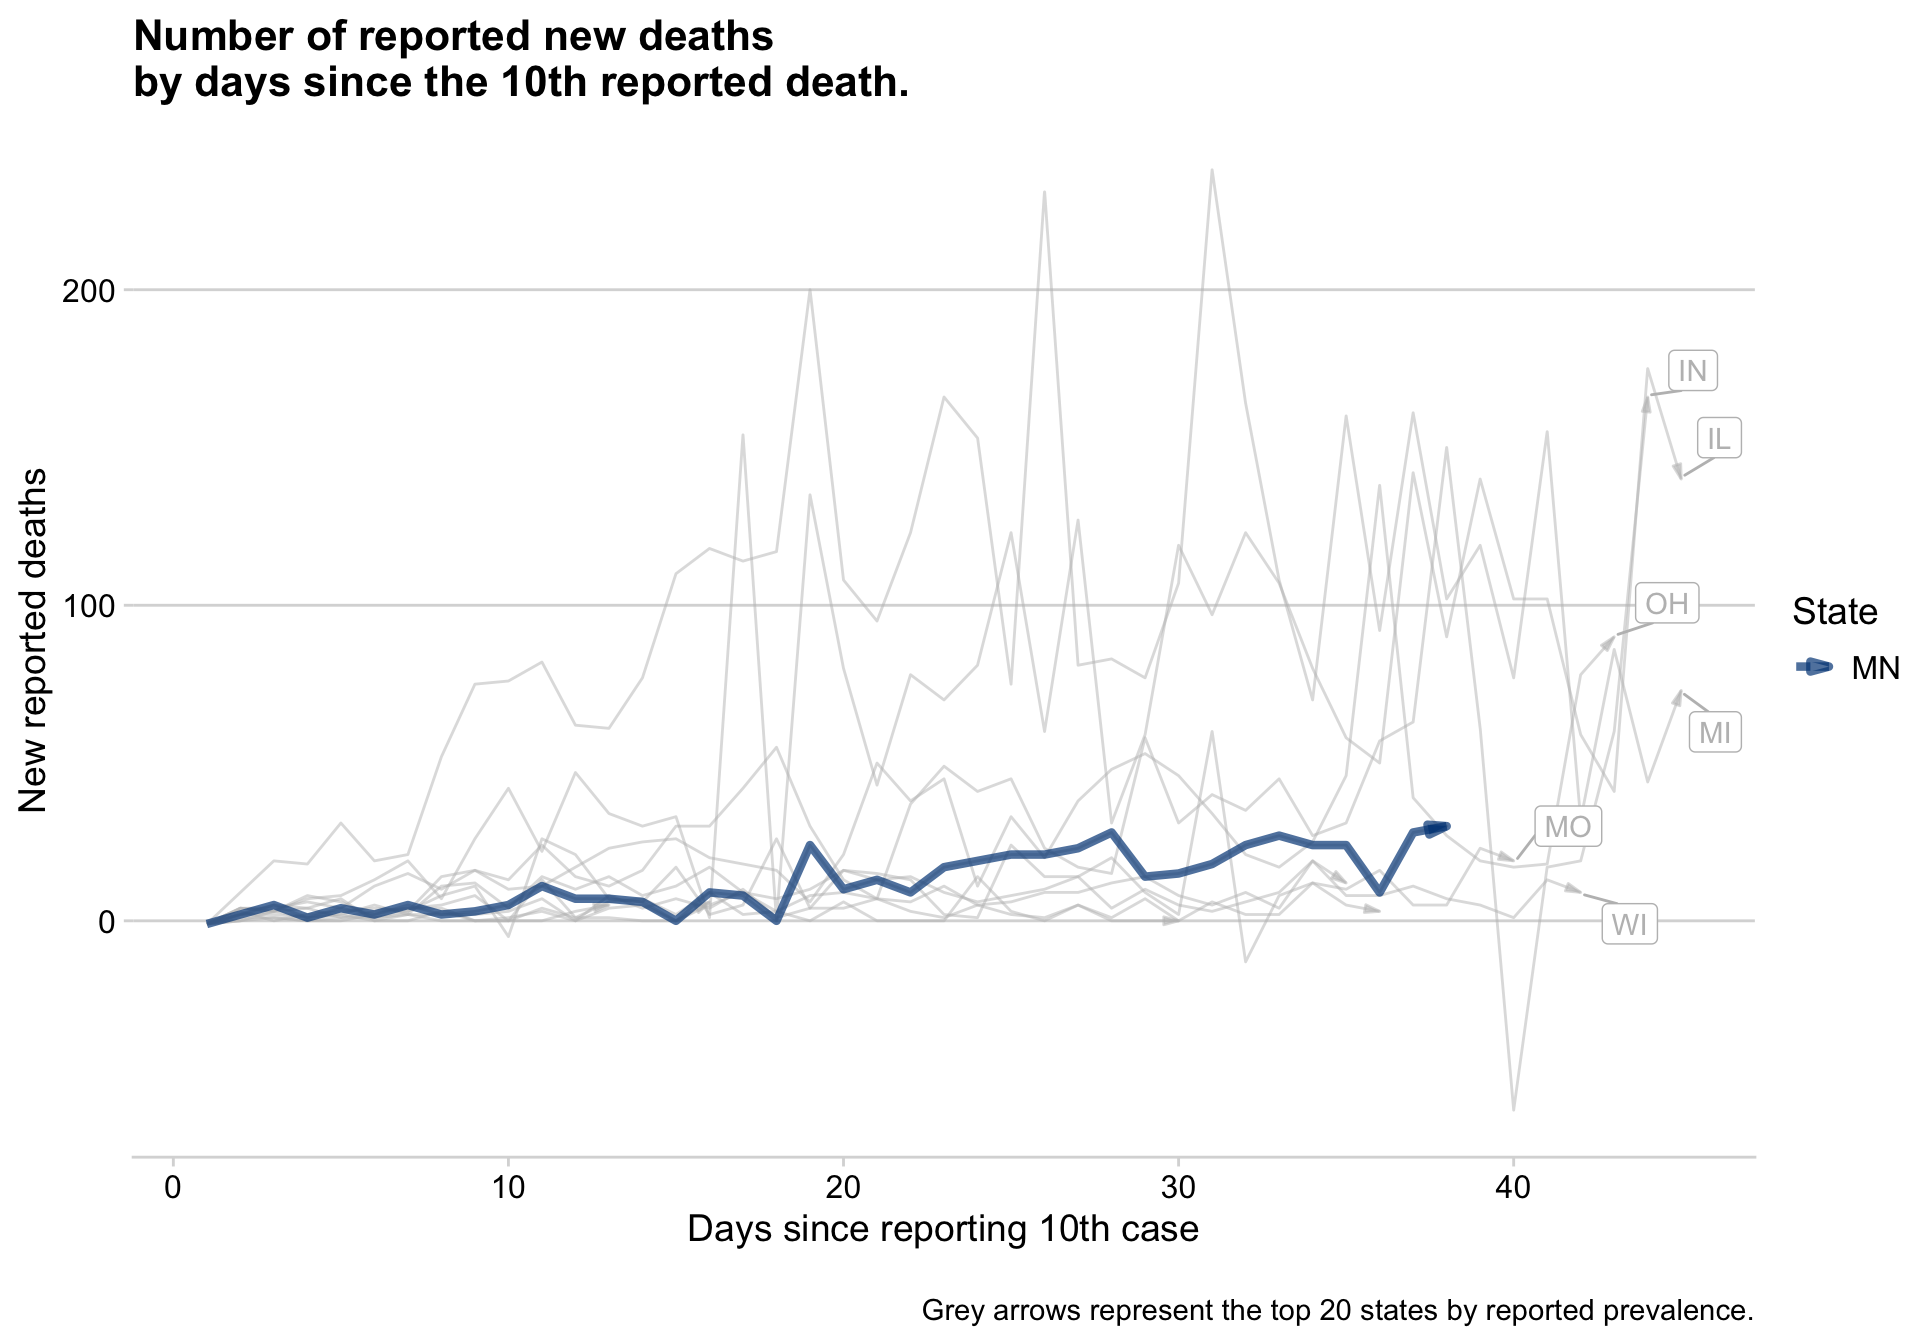 Number of reported new deaths
by days since the 10th reported death.
New reported deaths
200
100
0
IN
IL
OH
MI
MO
WI
State
MN
0 10 20 30 40
Days since reporting 10th case
Grey arrows represent the top 20 states by reported prevalence.